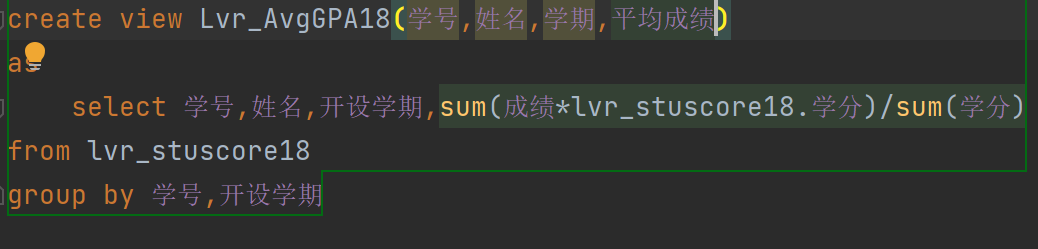 create view Lvr_AvgGPA18(学号,姓名,学期,平均成绩)
as
select 学号,姓名,开设学期,sum(成绩*lvr_stuscore18.学分)/sum(学分)
from lvr_stuscore18
group by 学号,开设学期